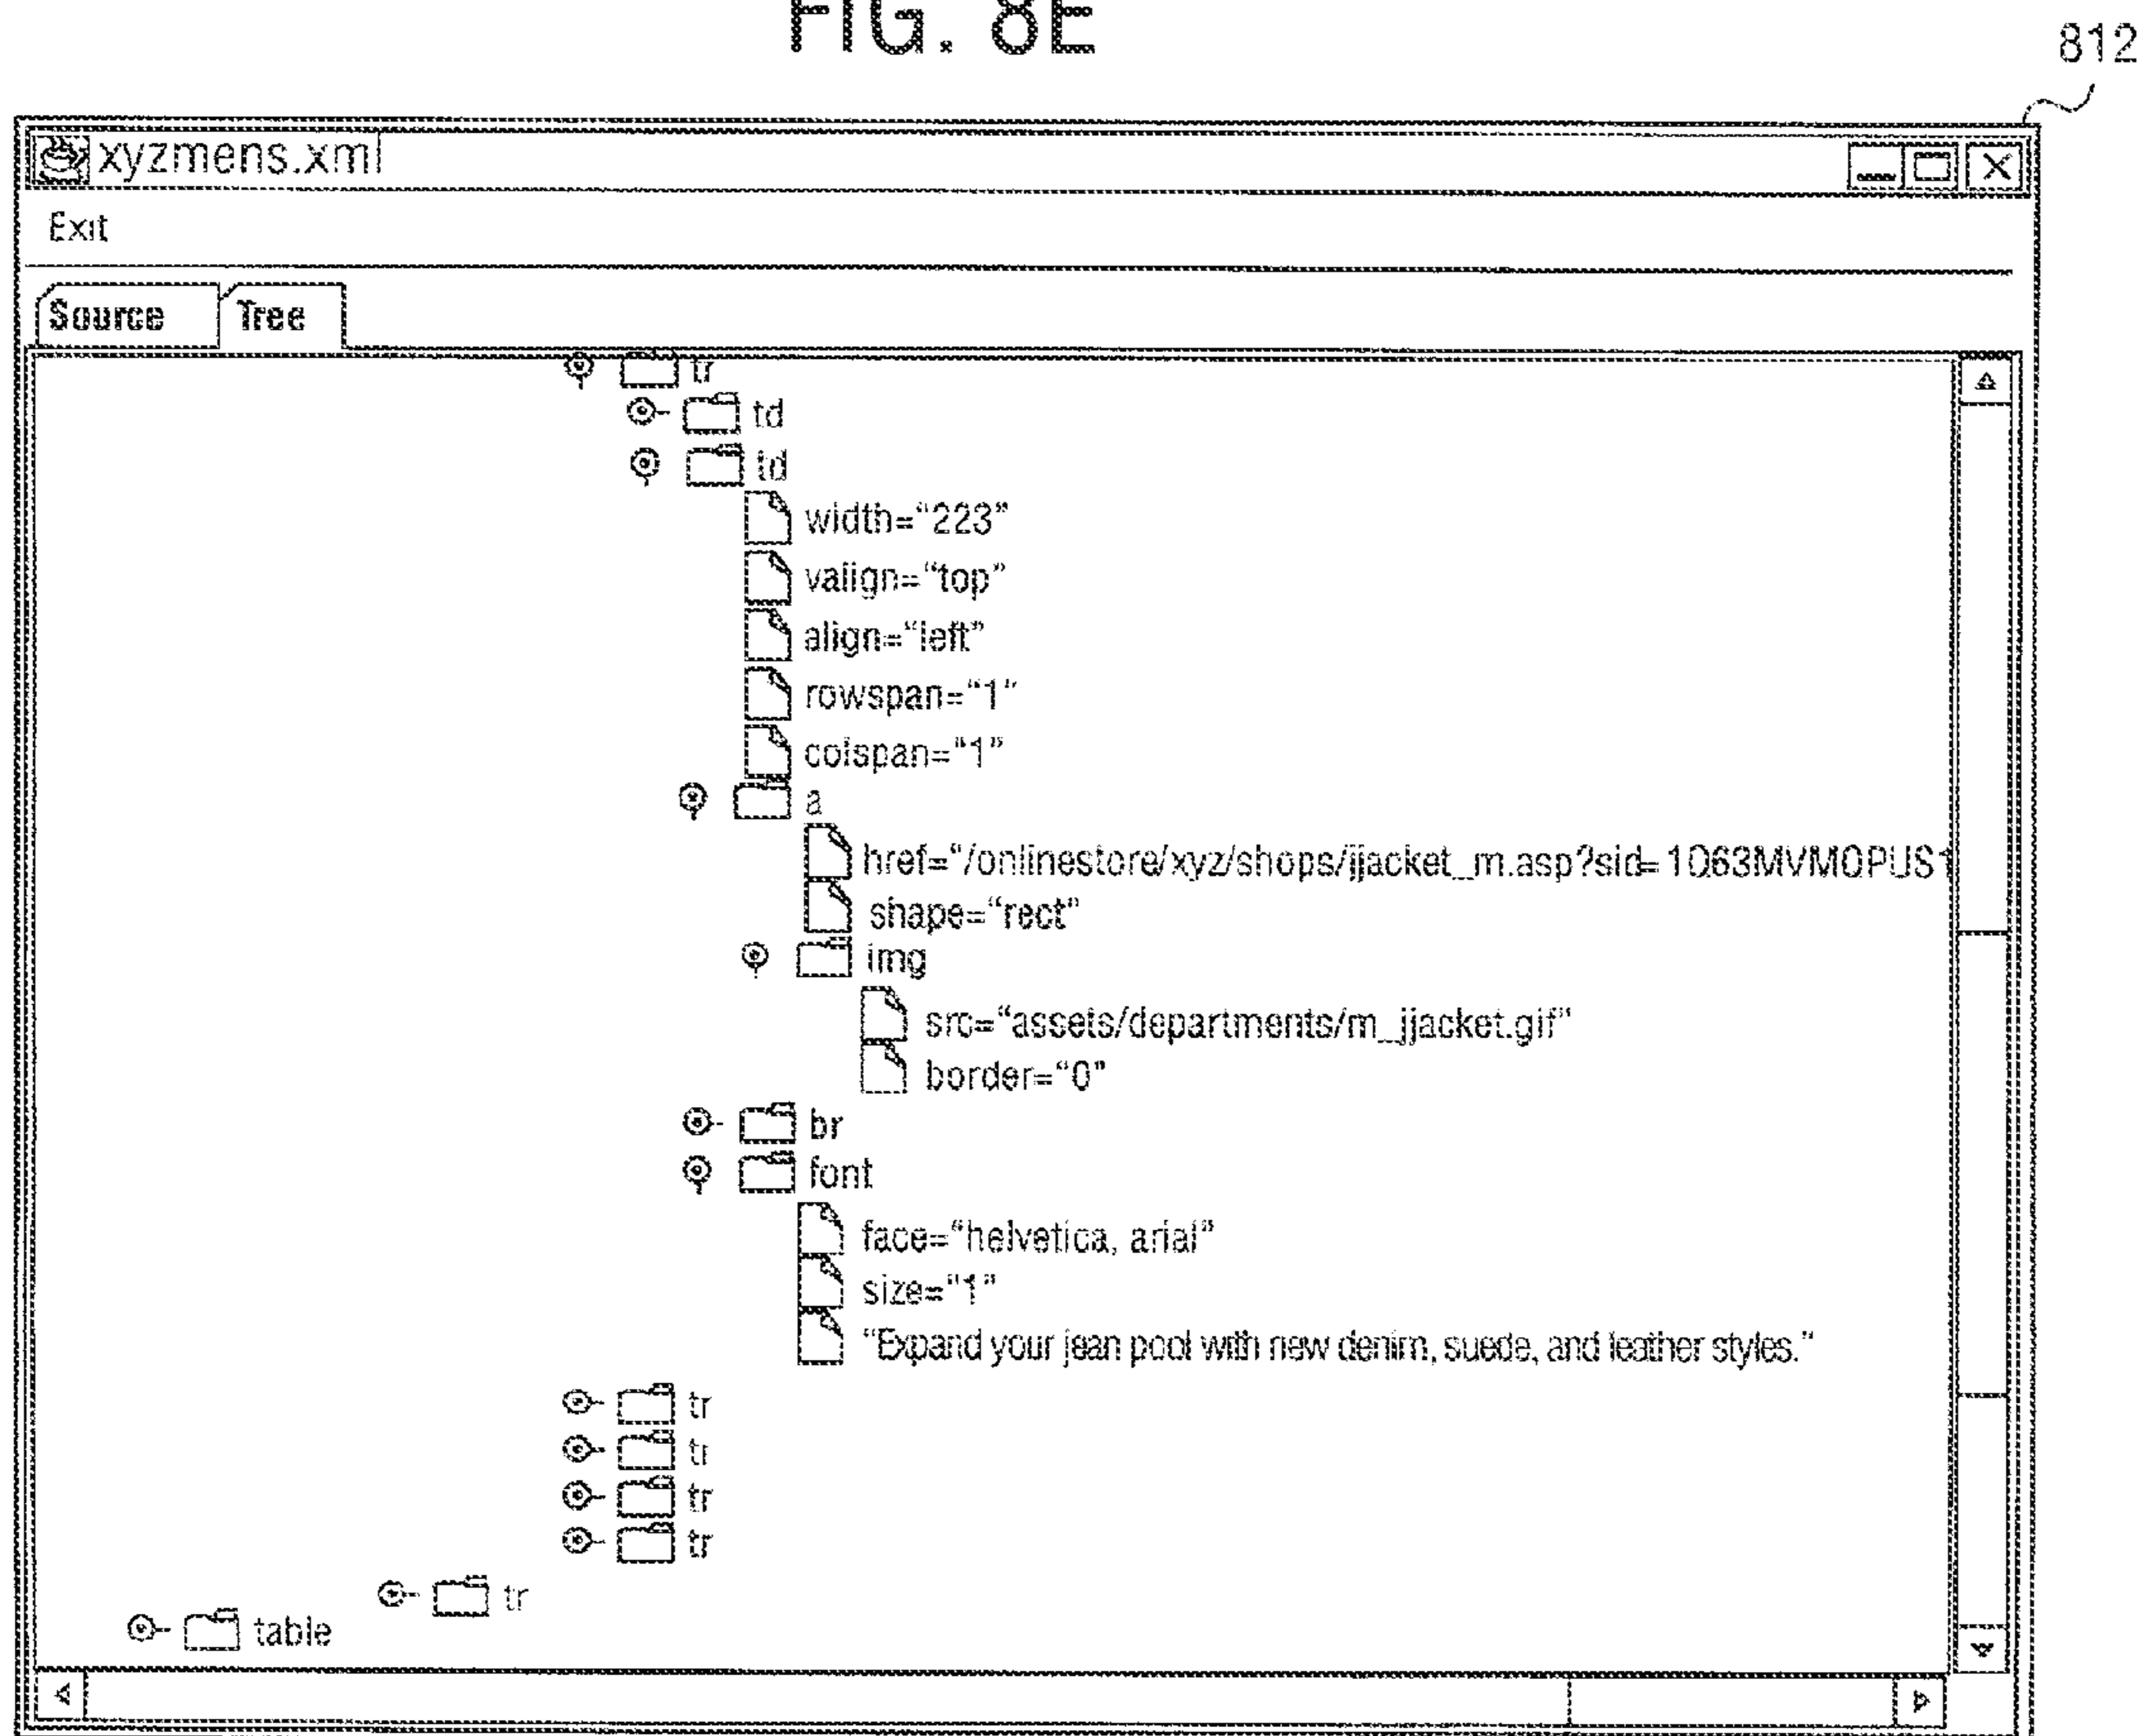 FIG. 8E
812
xyzmens.xml
Exit
Source Tree
tr
td
td
width="223"
valign="top"
align="left"
rowspan="1"
colspan="1"
a
href="/onlinestore/xyz/shops/jjacket_m.asp?sid=1Q63MVM0PUS1
shape="rect"
img
src="assets/departments/m_jjacket.gif"
border="0"
br
font
face="helvetica, arial"
size="1"
"Expand your jean pool with new denim, suede, and leather styles."
tr
tr
tr
tr
tr
table